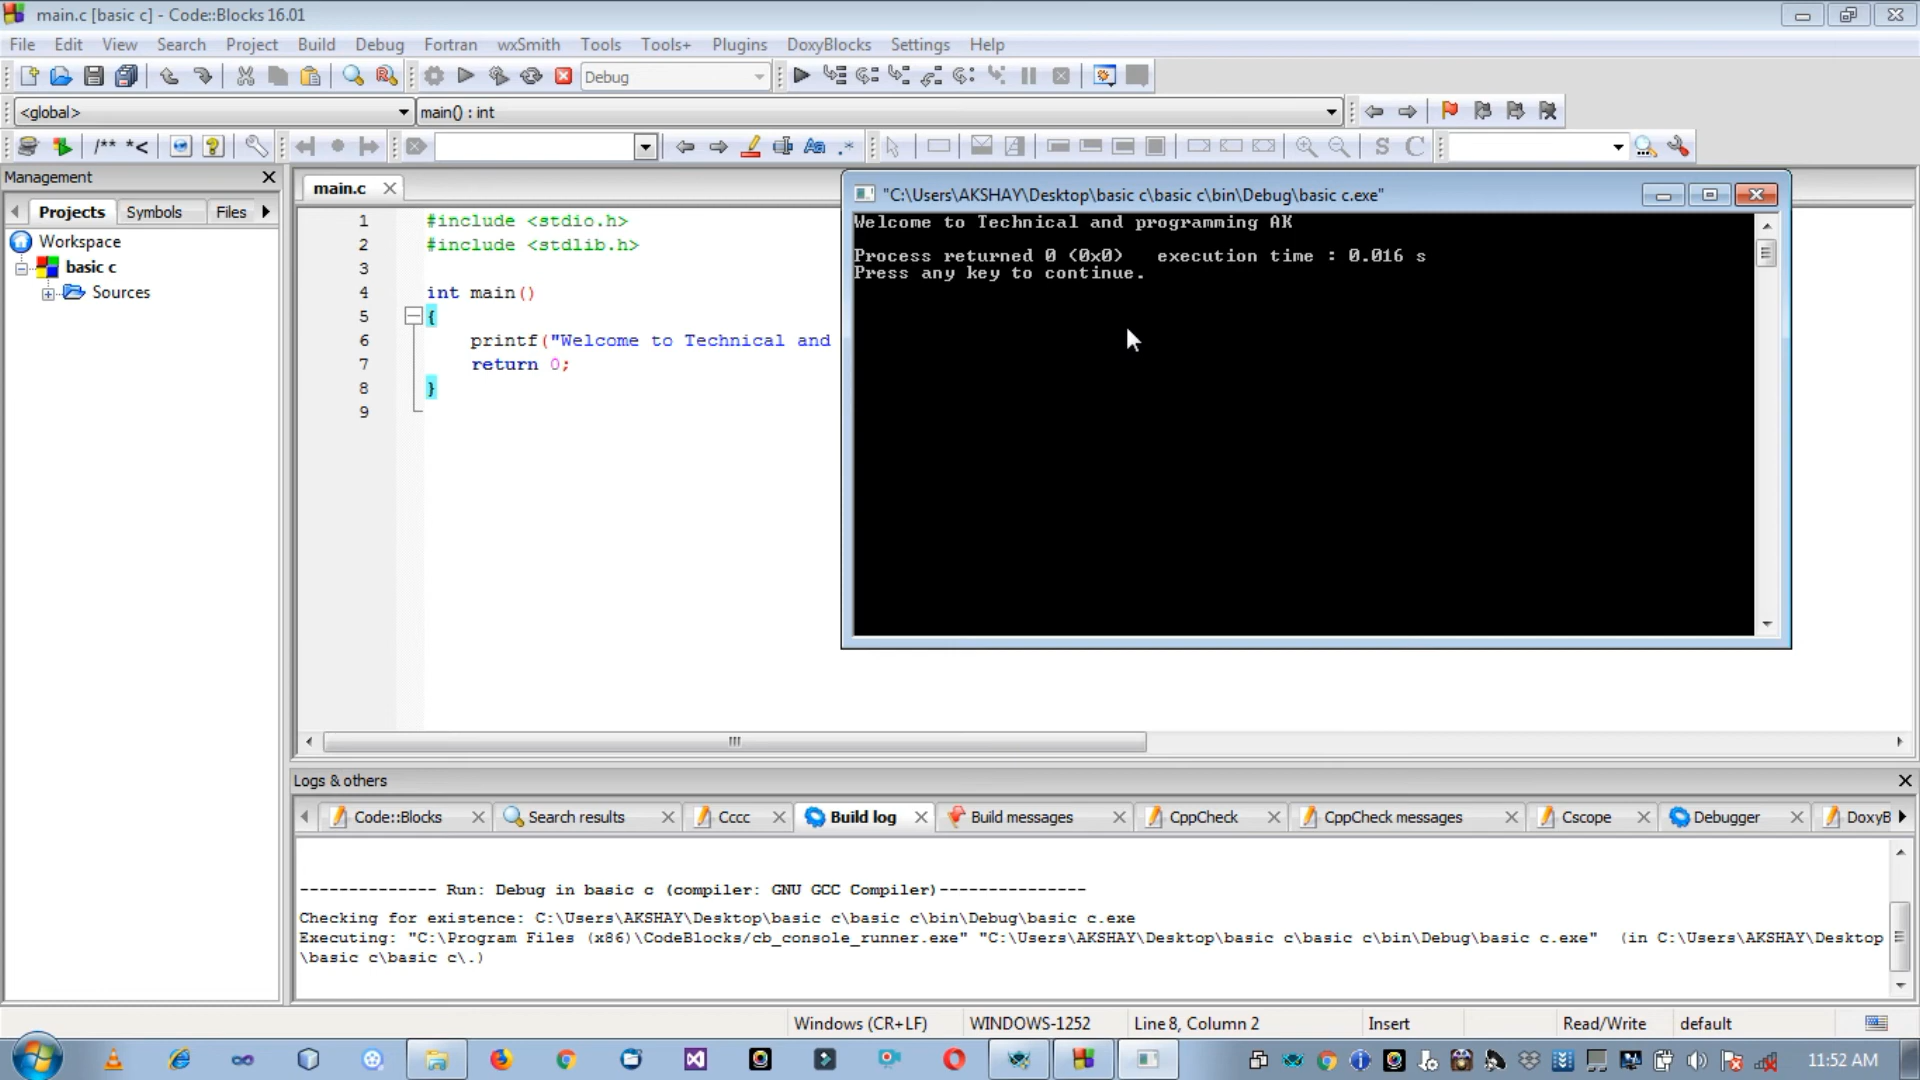 main.c [basic c] - Code::Blocks 16.01
File Edit View Search Project Build Debug Fortran wxSmith Tools Tools+ Plugins DoxyBlocks Settings Help
Debug
<global> main() : int
/** *<
Aa .* S C
Management
Projects Symbols Files
Workspace
basic c
Sources
main.c
1 #include <stdio.h>
2 #include <stdlib.h>
3
4 int main()
5 {
6 printf("Welcome to Technical and
7 return 0;
8 }
9
"C:\Users\AKSHAY\Desktop\basic c\basic c\bin\Debug\basic c.exe"
Welcome to Technical and programming AK
Process returned 0 (0x0) execution time : 0.016 s
Press any key to continue.
Logs & others
Code::Blocks Search results Cccc Build log Build messages CppCheck CppCheck messages Cscope Debugger DoxyB
-------------- Run: Debug in basic c (compiler: GNU GCC Compiler)---------------
Checking for existence: C:\Users\AKSHAY\Desktop\basic c\basic c\bin\Debug\basic c.exe
Executing: "C:\Program Files (x86)\CodeBlocks/cb_console_runner.exe" "C:\Users\AKSHAY\Desktop\basic c\basic c\bin\Debug\basic c.exe"  (in C:\Users\AKSHAY\Desktop
\basic c\basic c\.)
Windows (CR+LF) WINDOWS-1252 Line 8, Column 2 Insert Read/Write default
11:52 AM